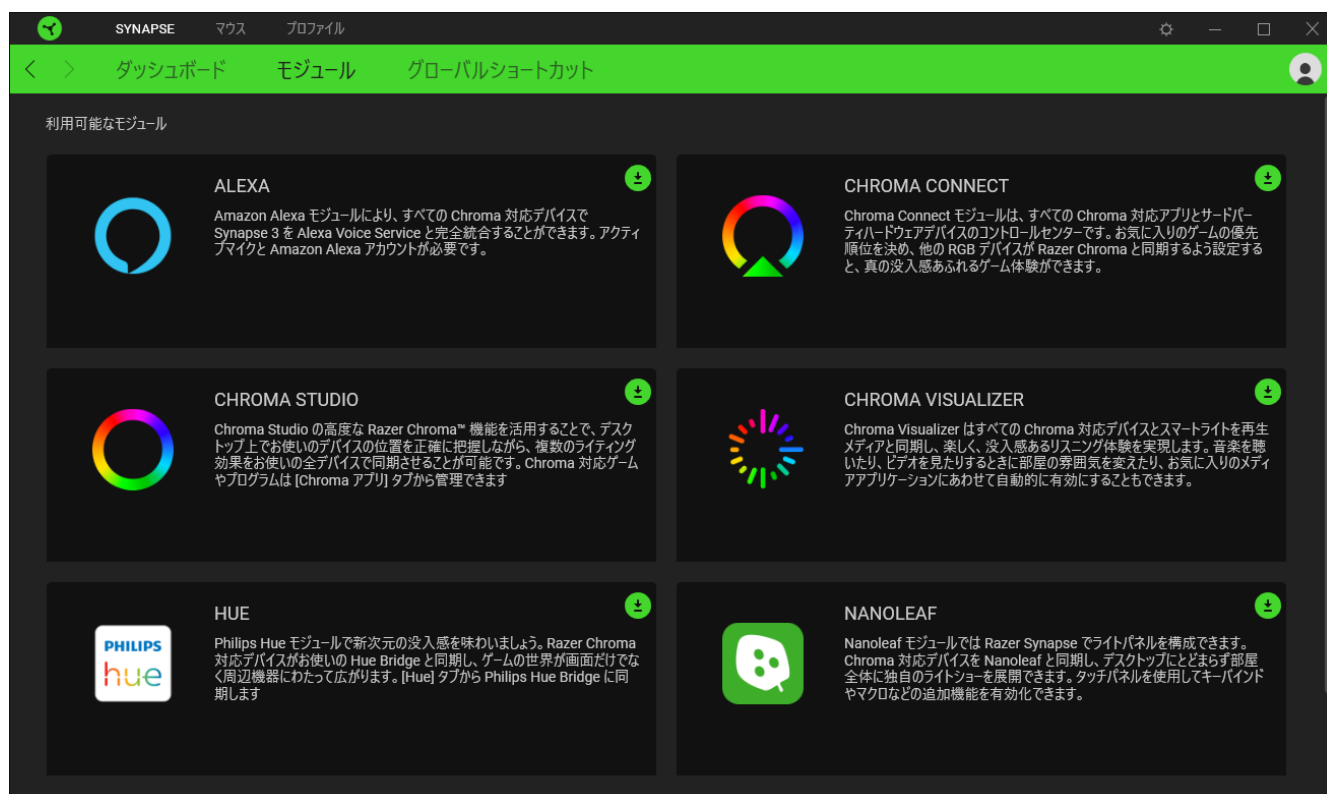 SYNAPSE マウス プロファイル
ダッシュボード モジュール グローバルショートカット
利用可能なモジュール
ALEXA
Amazon Alexa モジュールにより、すべての Chroma 対応デバイスで
Synapse 3 を Alexa Voice Service と完全統合することができます。アクティ
ブマイクと Amazon Alexa アカウントが必要です。
CHROMA CONNECT
Chroma Connect モジュールは、すべての Chroma 対応アプリとサードパー
ティハードウェアデバイスのコントロールセンターです。お気に入りのゲームの優先
順位を決め、他の RGB デバイスが Razer Chroma と同期するよう設定する
と、真の没入感あふれるゲーム体験ができます。
CHROMA STUDIO
Chroma Studio の高度な Razer Chroma™ 機能を活用することで、デスク
トップ上でお使いのデバイスの位置を正確に把握しながら、複数のライティング
効果をお使いの全デバイスで同期させることが可能です。Chroma 対応ゲーム
やプログラムは [Chroma アプリ] タブから管理できます
CHROMA VISUALIZER
Chroma Visualizer はすべての Chroma 対応デバイスとスマートライトを再生
メディアと同期し、楽しく、没入感あるリスニング体験を実現します。音楽を聴
いたり、ビデオを見たりするときに部屋の雰囲気を変えたり、お気に入りのメディ
アアプリケーションにあわせて自動的に有効にすることもできます。
PHILIPS
hue
HUE
Philips Hue モジュールで新次元の没入感を味わいましょう。Razer Chroma
対応デバイスがお使いの Hue Bridge と同期し、ゲームの世界が画面だけでな
く周辺機器にわたって広がります。[Hue] タブから Philips Hue Bridge に同
期します
NANOLEAF
Nanoleaf モジュールでは Razer Synapse でライトパネルを構成できます。
Chroma 対応デバイスを Nanoleaf と同期し、デスクトップにとどまらず部屋
全体に独自のライトショーを展開できます。タッチパネルを使用してキーバインド
やマクロなどの追加機能を有効化できます。